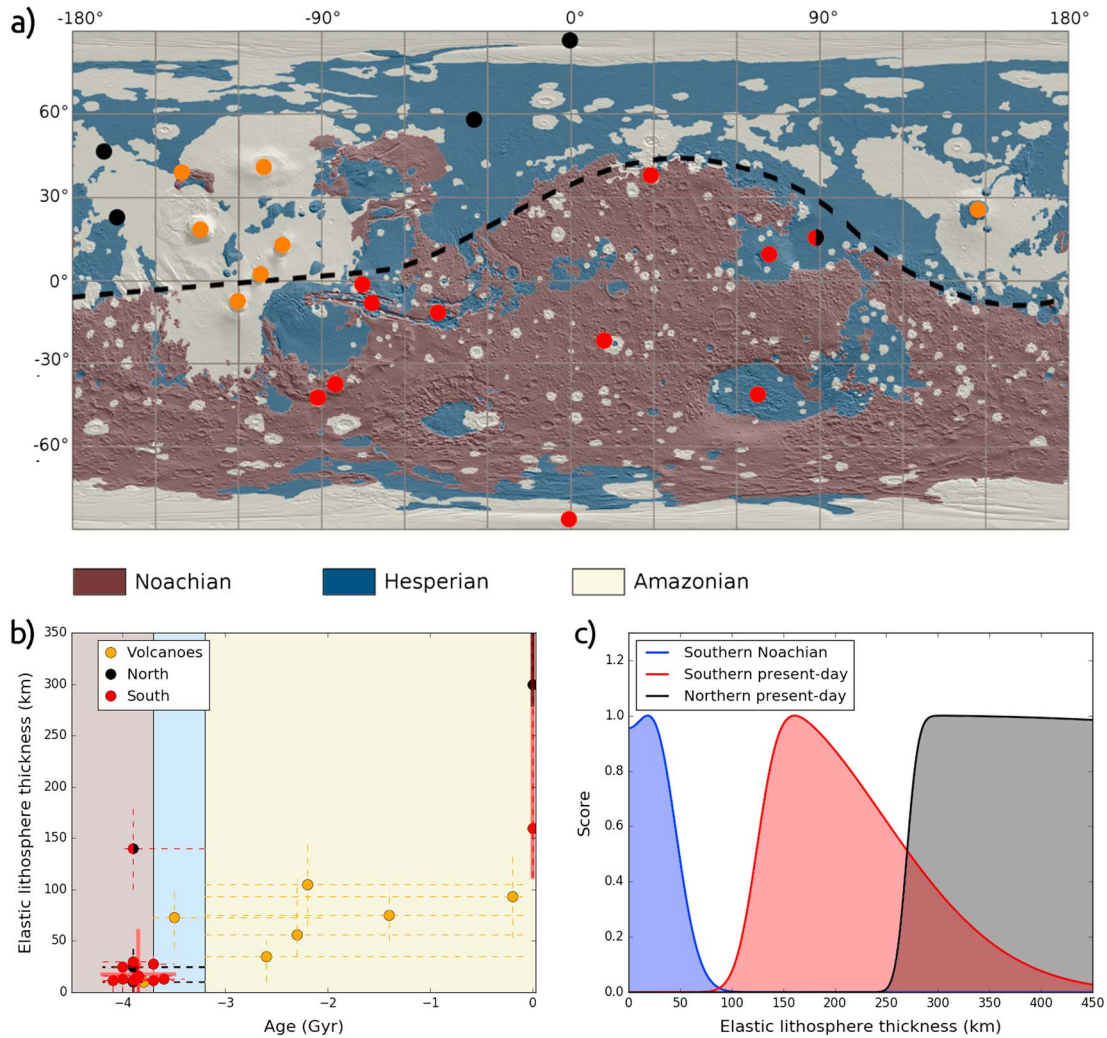 a)
-180° -90° 0° 90° 180°
60°
30°
0°
-30°
-60°
Noachian Hesperian Amazonian
b)
350
300
250
200
150
100
50
0
Elastic lithosphere thickness (km)
Volcanoes
North
South
−4 −3 −2 −1 0
Age (Gyr)
c)
1.2
1.0
0.8
0.6
0.4
0.2
0.0
Score
Southern Noachian
Southern present-day
Northern present-day
0 50 100 150 200 250 300 350 400 450
Elastic lithosphere thickness (km)